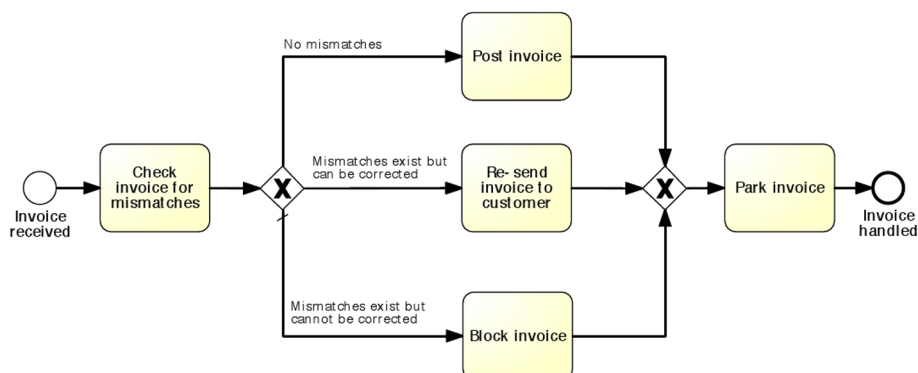 No mismatches
Post invoice
Check
invoice for
mismatches
Mismatches exist but
can be corrected
Re- send
invoice to
customer
Park invoice
Invoice
received
Invoice
handled
Mismatches exist but
cannot be corrected
Block invoice